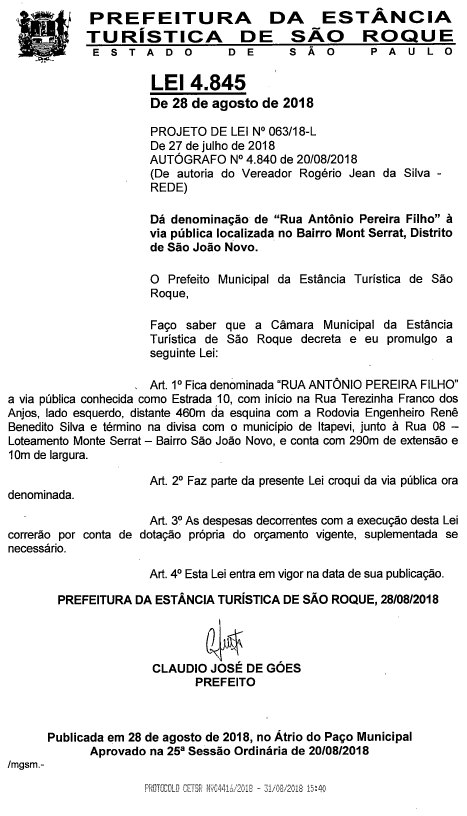 PREFEITURA DA ESTÂNCIA
TURÍSTICA DE SÃO ROQUE
ESTADO DE SÃO PAULO
LEI 4.845
De 28 de agosto de 2018
PROJETO DE LEI Nº 063/18-L
De 27 de julho de 2018
AUTÓGRAFO Nº 4.840 de 20/08/2018
(De autoria do Vereador Rogério Jean da Silva -
REDE)
Dá denominação de “Rua Antônio Pereira Filho” à
via pública localizada no Bairro Mont Serrat, Distrito
de São João Novo.
O Prefeito Municipal da Estância Turística de São
Roque,
Faço saber que a Câmara Municipal da Estância
Turística de São Roque decreta e eu promulgo a
seguinte Lei:
Art. 1º Fica denominada “RUA ANTÔNIO PEREIRA FILHO”
a via pública conhecida como Estrada 10, com início na Rua Terezinha Franco dos
Anjos, lado esquerdo, distante 460m da esquina com a Rodovia Engenheiro Renê
Benedito Silva e término na divisa com o município de Itapevi, junto à Rua 08 –
Loteamento Monte Serrat – Bairro São João Novo, e conta com 290m de extensão e
10m de largura.
Art. 2º Faz parte da presente Lei croqui da via pública ora
denominada.
Art. 3º As despesas decorrentes com a execução desta Lei
correrão por conta de dotação própria do orçamento vigente, suplementada se
necessário.
Art. 4º Esta Lei entra em vigor na data de sua publicação.
PREFEITURA DA ESTÂNCIA TURÍSTICA DE SÃO ROQUE, 28/08/2018
CLAUDIO JOSÉ DE GÓES
PREFEITO
Publicada em 28 de agosto de 2018, no Átrio do Paço Municipal
Aprovado na 25ª Sessão Ordinária de 20/08/2018
/mgsm.-
PROTOCOLO CETSR Nº04416/2018 - 31/08/2018 15:40